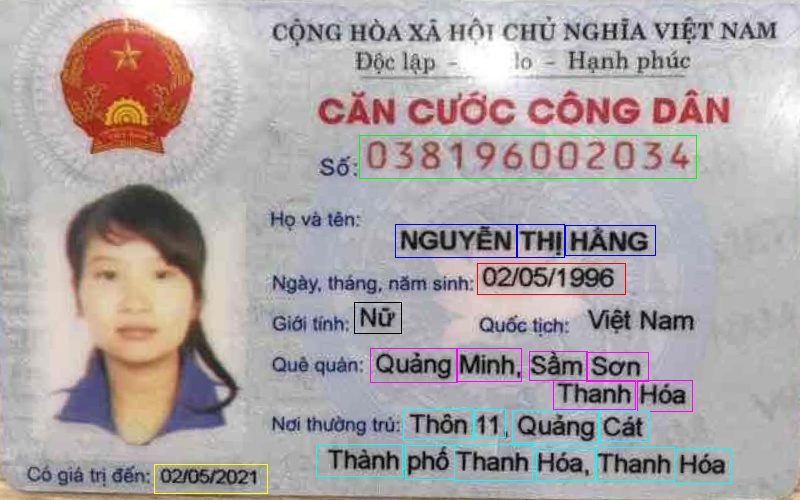 CỘNG HÒA XÃ HỘI CHỦ NGHĨA VIỆT NAM
Độc lập - do - Hạnh phúc
CĂN CƯỚC CÔNG DÂN
Số: 038196002034
Họ và tên:
NGUYỄN THỊ HẰNG
Ngày, tháng, năm sinh: 02/05/1996
Giới tính: Nữ Quốc tịch: Việt Nam
Quê quán: Quảng Minh, Sầm Sơn
Thanh Hóa
Nơi thường trú: Thôn 11, Quảng Cát
Thành phố Thanh Hóa, Thanh Hóa
Có giá trị đến: 02/05/2021